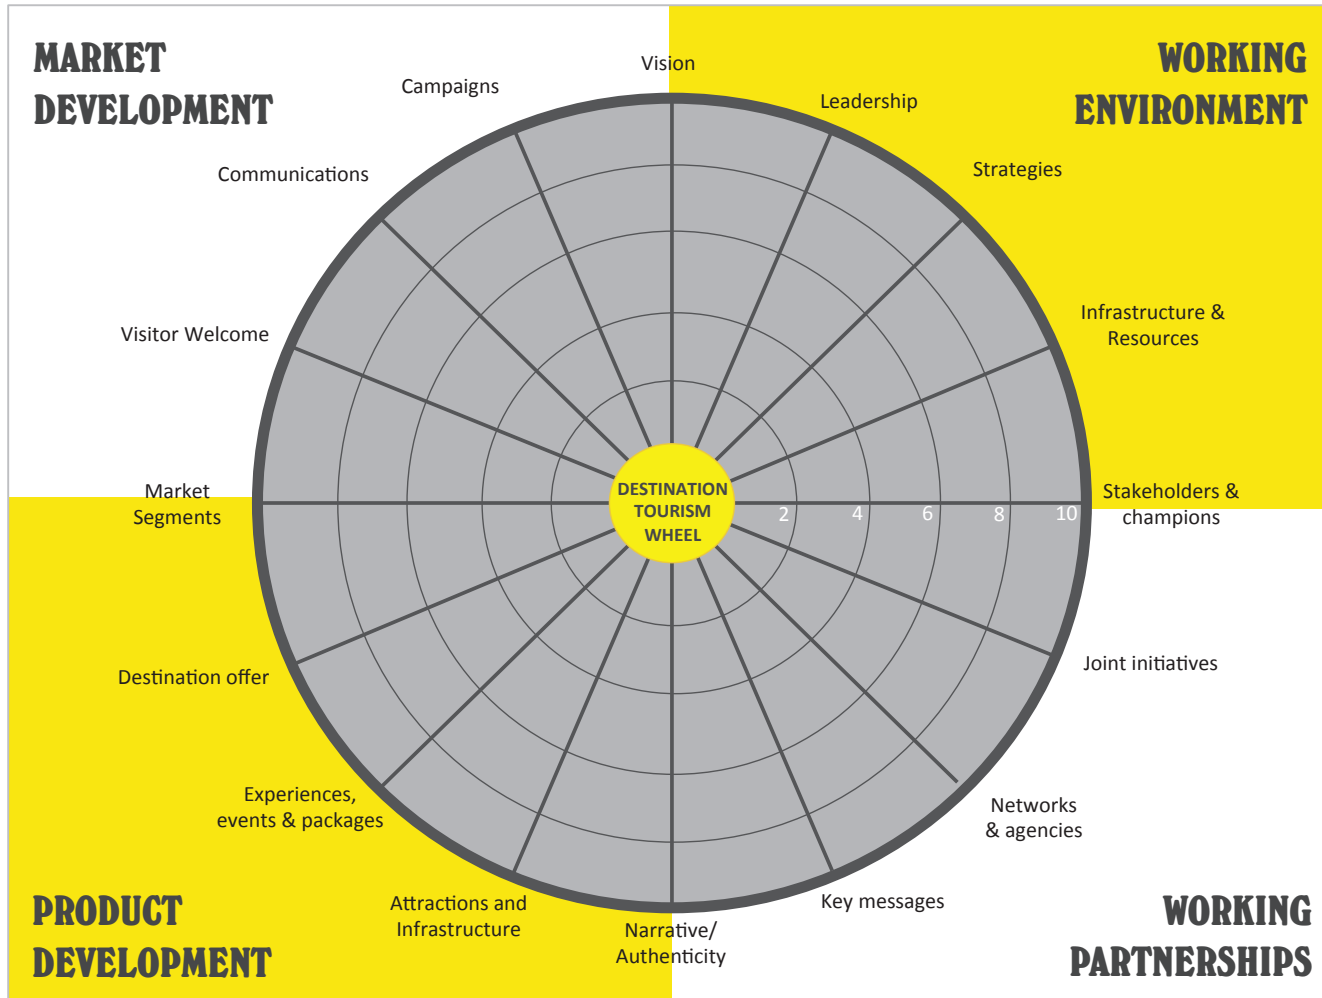 MARKET
DEVELOPMENT
WORKING
ENVIRONMENT
Vision
Campaigns
Leadership
Communications
Strategies
Visitor Welcome
Infrastructure &
Resources
Market
Segments
DESTINATION
TOURISM
WHEEL
2 4 6 8 10
Stakeholders &
champions
Destination offer
Joint initiatives
Experiences,
events & packages
Networks
& agencies
Attractions and
Infrastructure
Narrative/
Authenticity
Key messages
PRODUCT
DEVELOPMENT
WORKING
PARTNERSHIPS